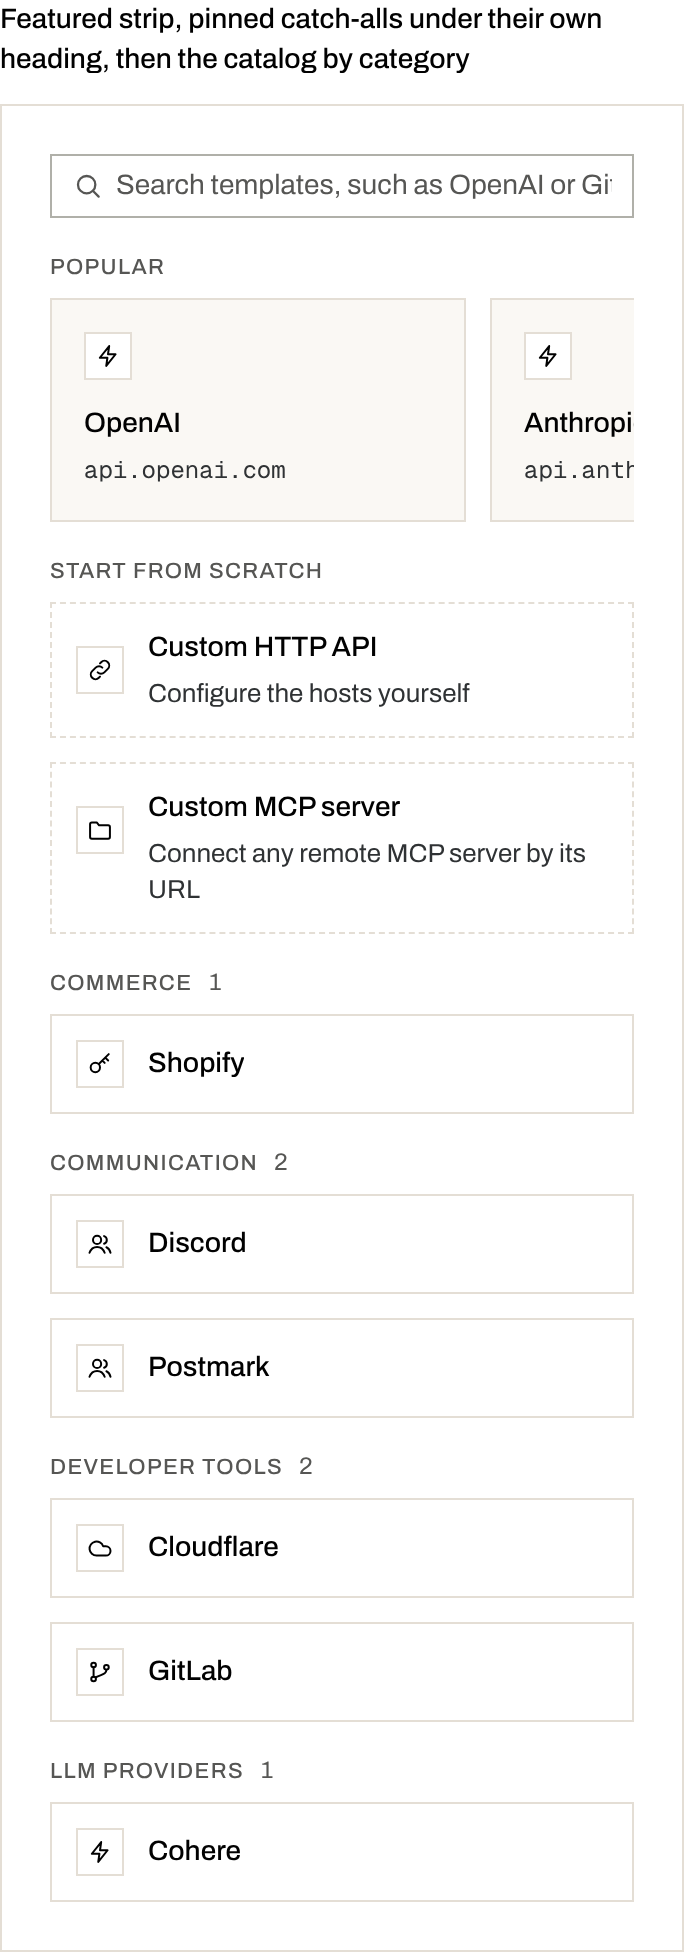 Featured strip, pinned catch-alls under their own
heading, then the catalog by category
Search templates, such as OpenAI or Git
POPULAR
OpenAI
api.openai.com
Anthropi
api.anth
START FROM SCRATCH
Custom HTTP API
Configure the hosts yourself
Custom MCP server
Connect any remote MCP server by its
URL
COMMERCE 1
Shopify
COMMUNICATION 2
Discord
Postmark
DEVELOPER TOOLS 2
Cloudflare
GitLab
LLM PROVIDERS 1
Cohere